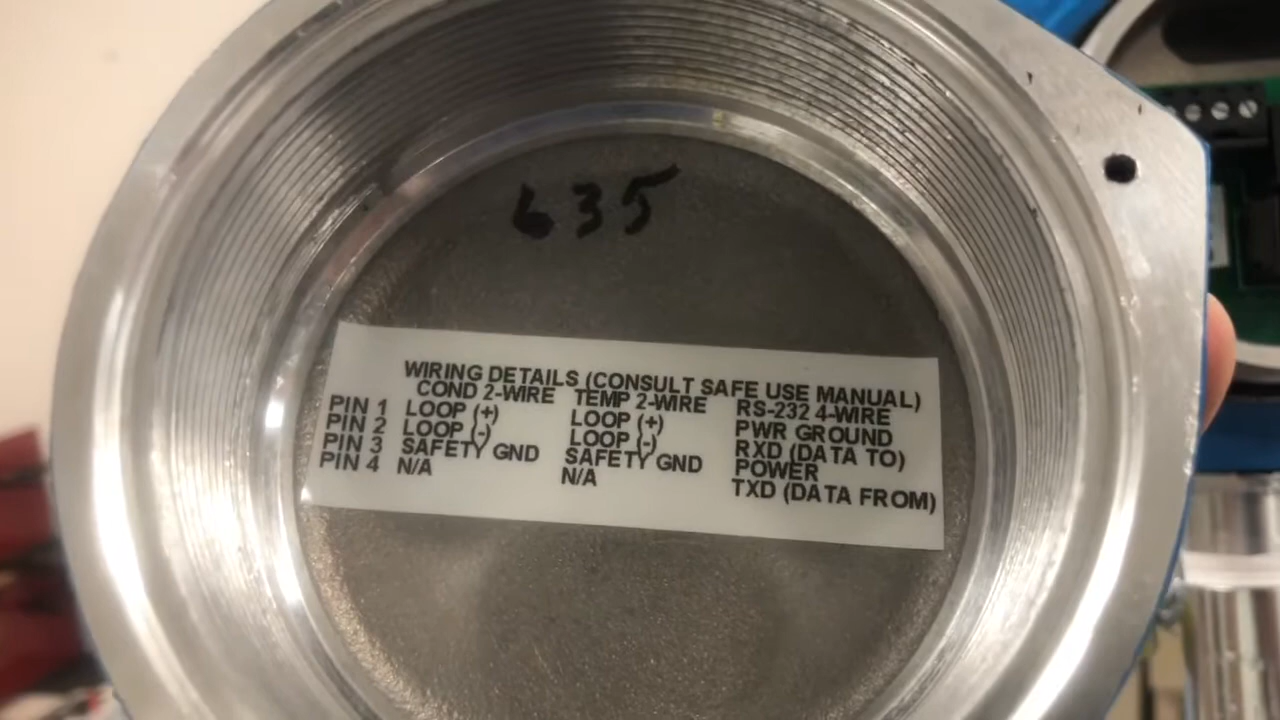 635
WIRING DETAILS (CONSULT SAFE USE MANUAL)
COND 2-WIRE TEMP 2-WIRE RS-232 4-WIRE
PIN 1 LOOP (+) LOOP (+) PWR GROUND
PIN 2 LOOP (-) LOOP (-) RXD (DATA TO)
PIN 3 SAFETY GND SAFETY GND POWER
PIN 4 N/A N/A TXD (DATA FROM)